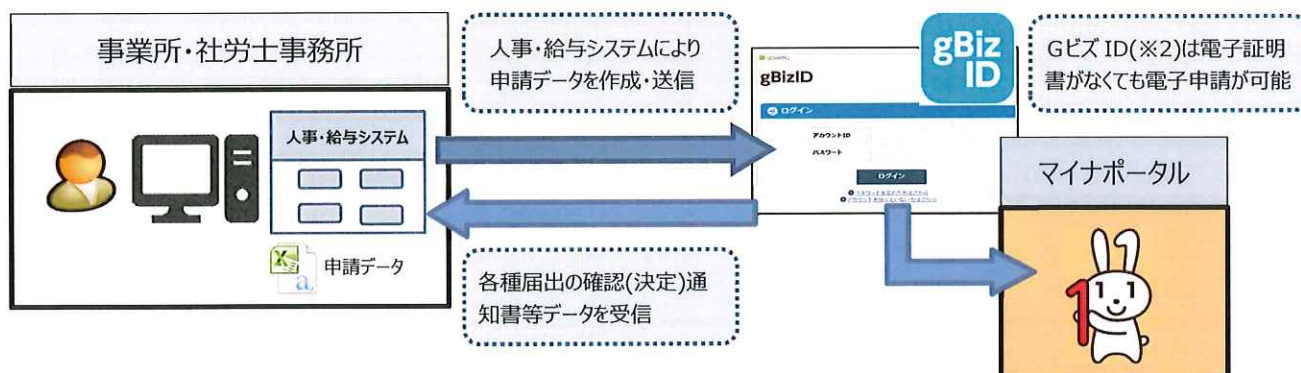 事業所・社労士事務所
人事・給与システム
申請データ
人事・給与システムにより
申請データを作成・送信
各種届出の確認(決定)通
知書等データを受信
gBizID
ログイン
アカウントID
パスワード
ログイン
gBiz
ID
GビズID(※2)は電子証明
書がなくても電子申請が可能
マイナポータル